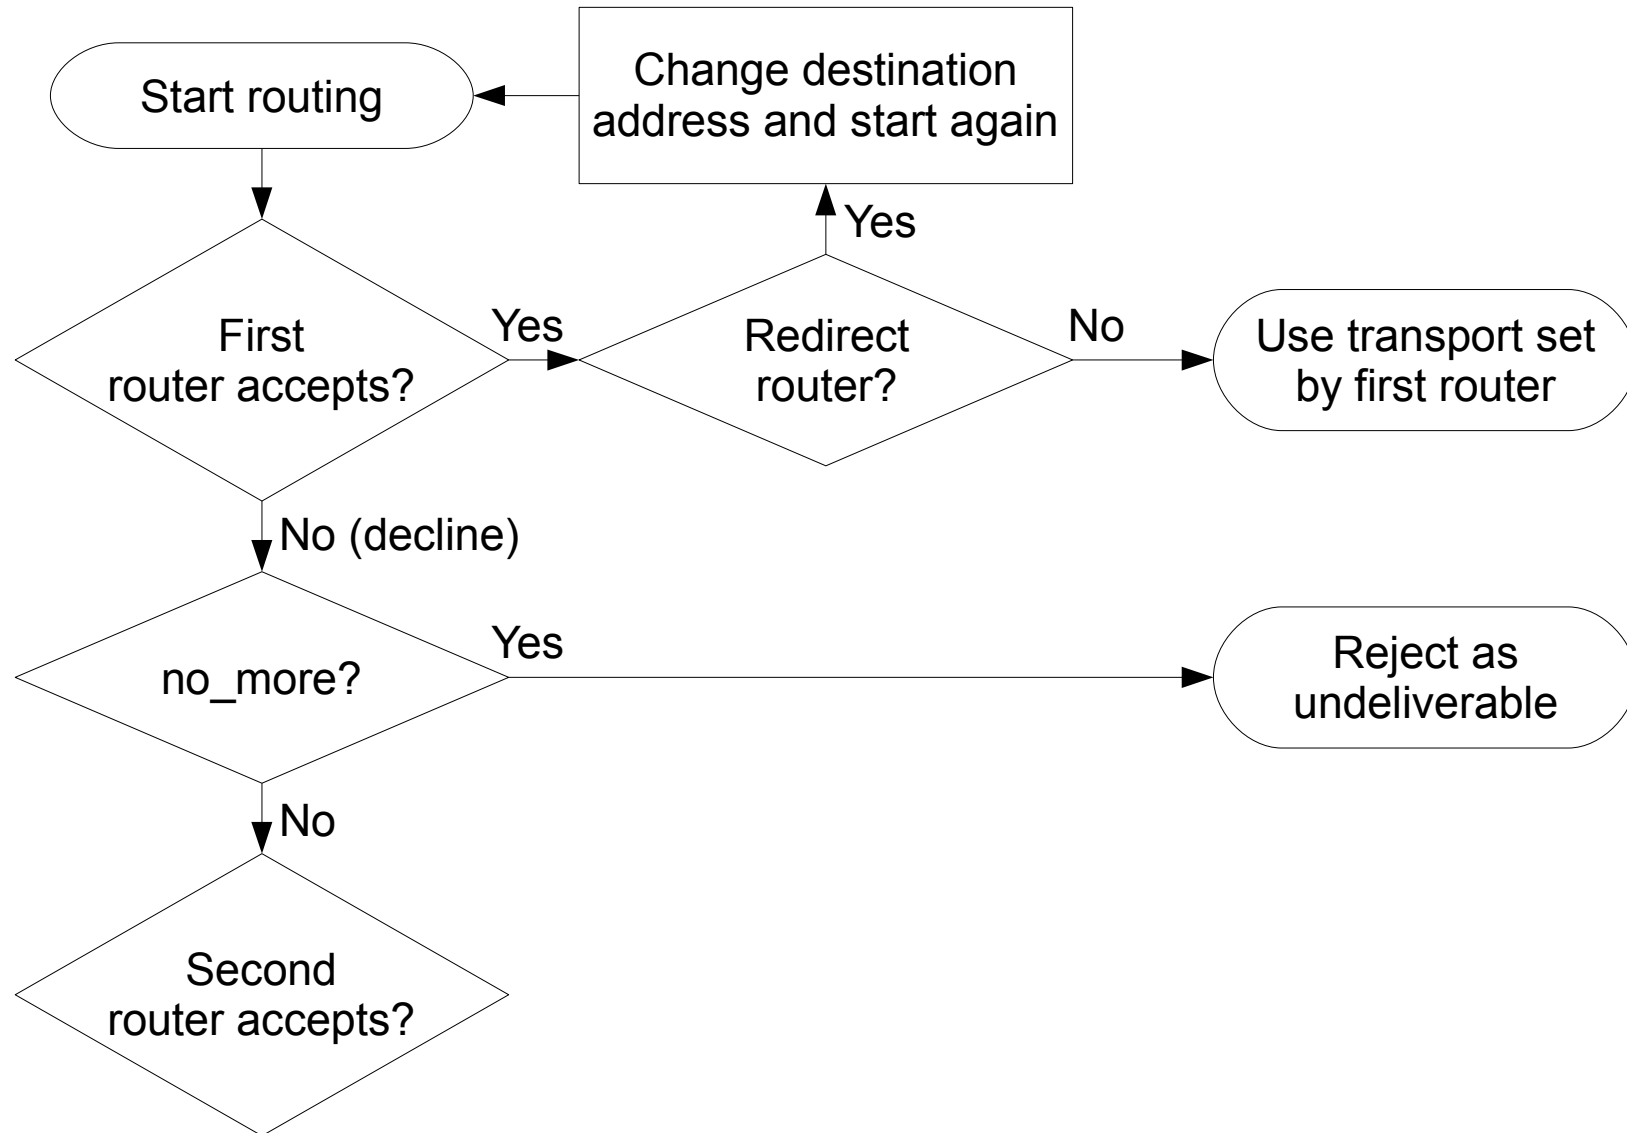 Start routing
Change destination
address and start again
Yes
First
router accepts?
Yes
Redirect
router?
No
Use transport set
by first router
No (decline)
no_more?
Yes
Reject as
undeliverable
No
Second
router accepts?